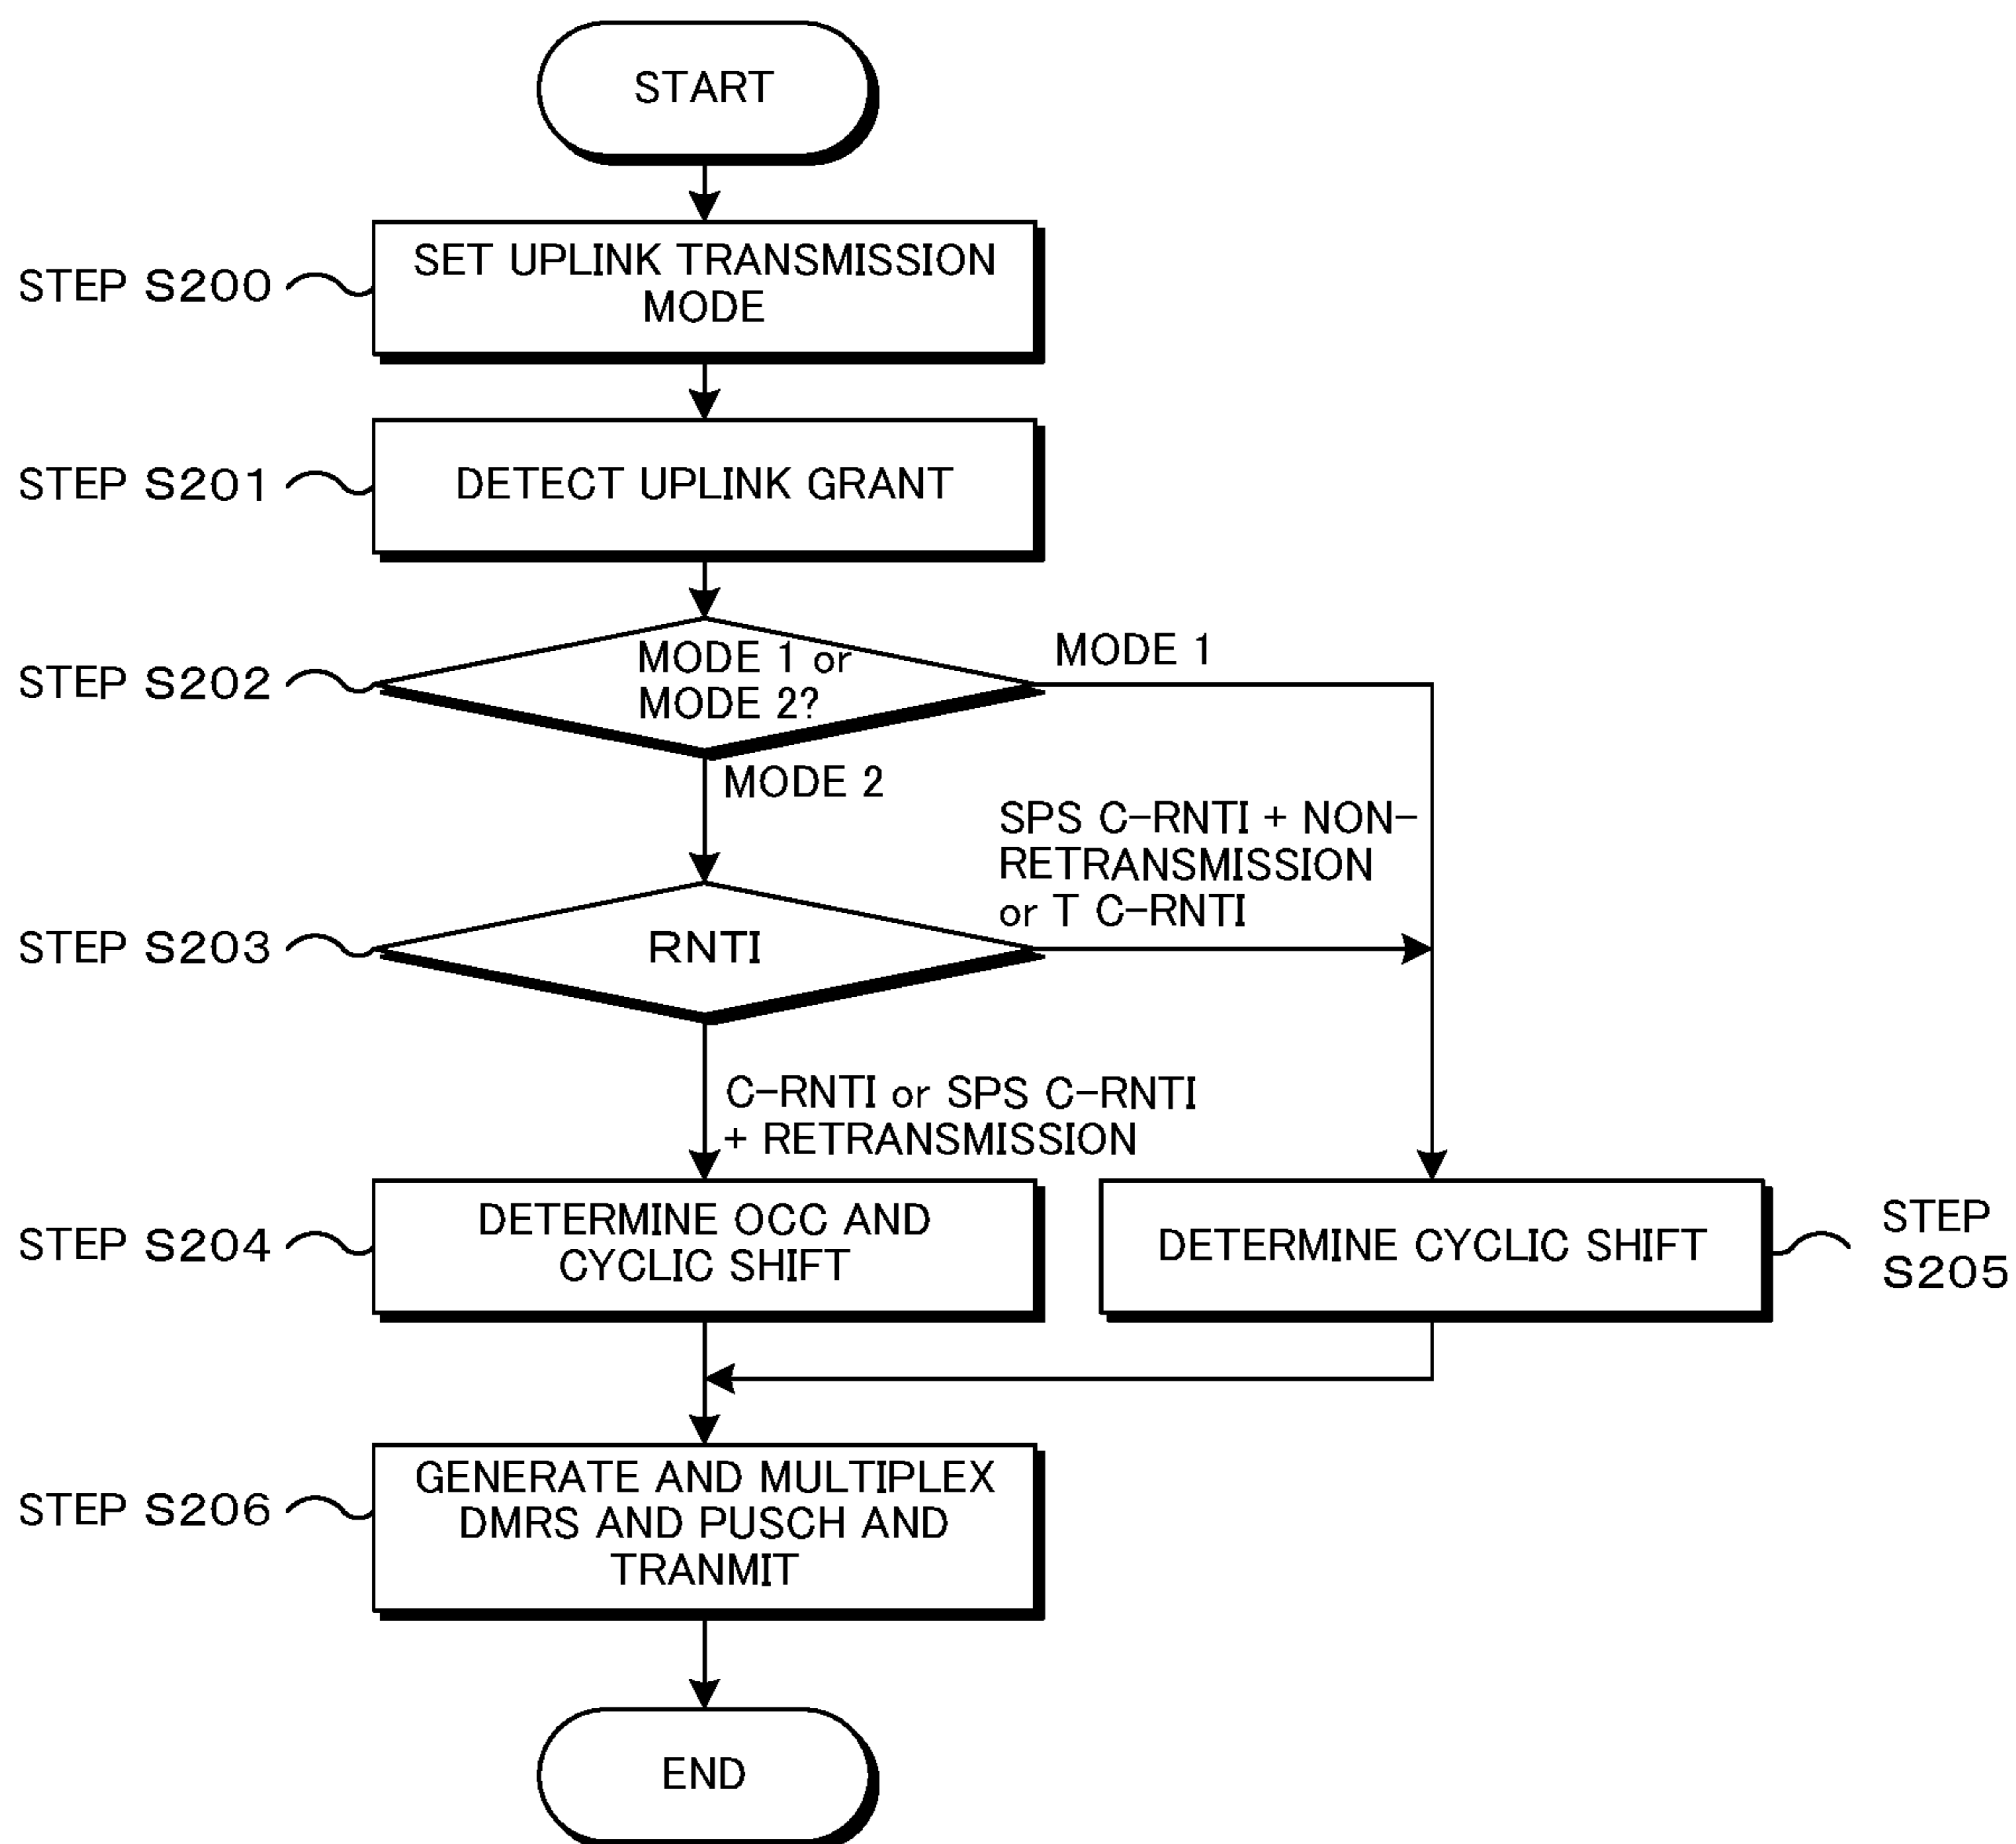 START
STEP S200
SET UPLINK TRANSMISSION
MODE
STEP S201
DETECT UPLINK GRANT
STEP S202
MODE 1 or
MODE 2?
MODE 1
MODE 2
SPS C-RNTI + NON-
RETRANSMISSION
or T C-RNTI
STEP S203
RNTI
C-RNTI or SPS C-RNTI
+ RETRANSMISSION
STEP S204
DETERMINE OCC AND
CYCLIC SHIFT
DETERMINE CYCLIC SHIFT
STEP
S205
STEP S206
GENERATE AND MULTIPLEX
DMRS AND PUSCH AND
TRANMIT
END